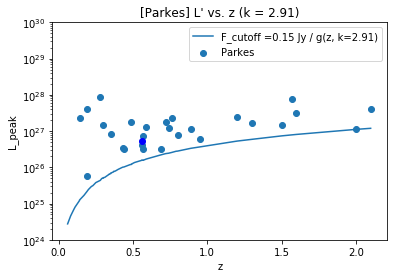 [Parkes] L' vs. z (k = 2.91)
F_cutoff =0.15 Jy / g(z, k=2.91)
Parkes
L_peak
10^30
10^29
10^28
10^27
10^26
10^25
10^24
0.0 0.5 1.0 1.5 2.0
z